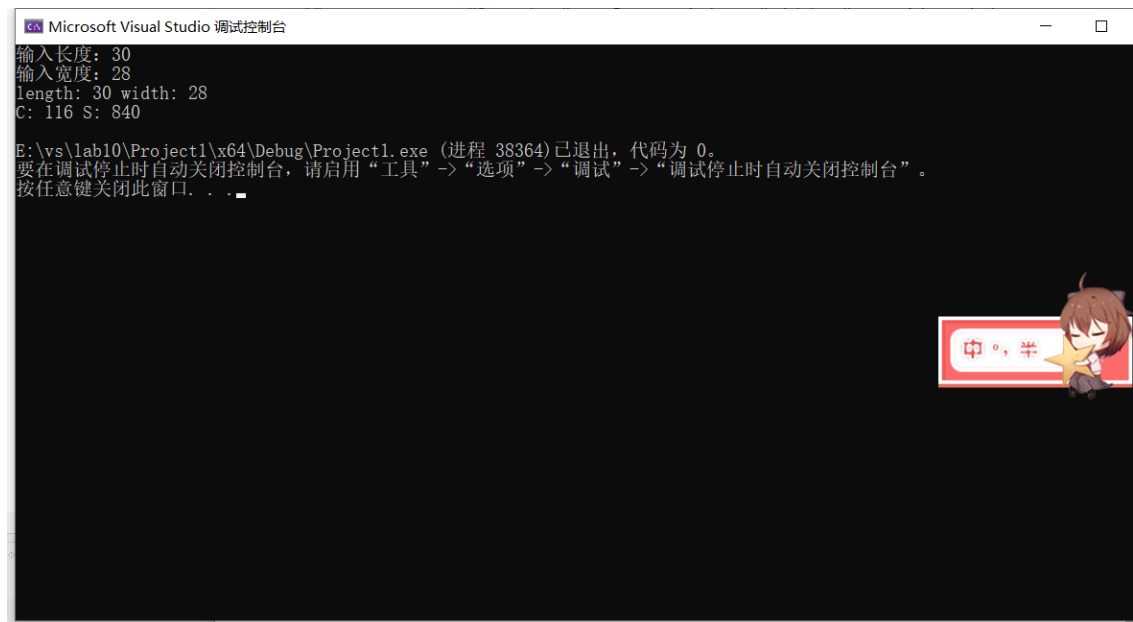 Microsoft Visual Studio 调试控制台
输入长度: 30
输入宽度: 28
length: 30 width: 28
C: 116 S: 840
E:\vs\lab10\Project1\x64\Debug\Project1.exe (进程 38364)已退出,代码为 0。
要在调试停止时自动关闭控制台,请启用“工具”->“选项”->“调试”->“调试停止时自动关闭控制台”。
按任意键关闭此窗口. . .
中 °, 半